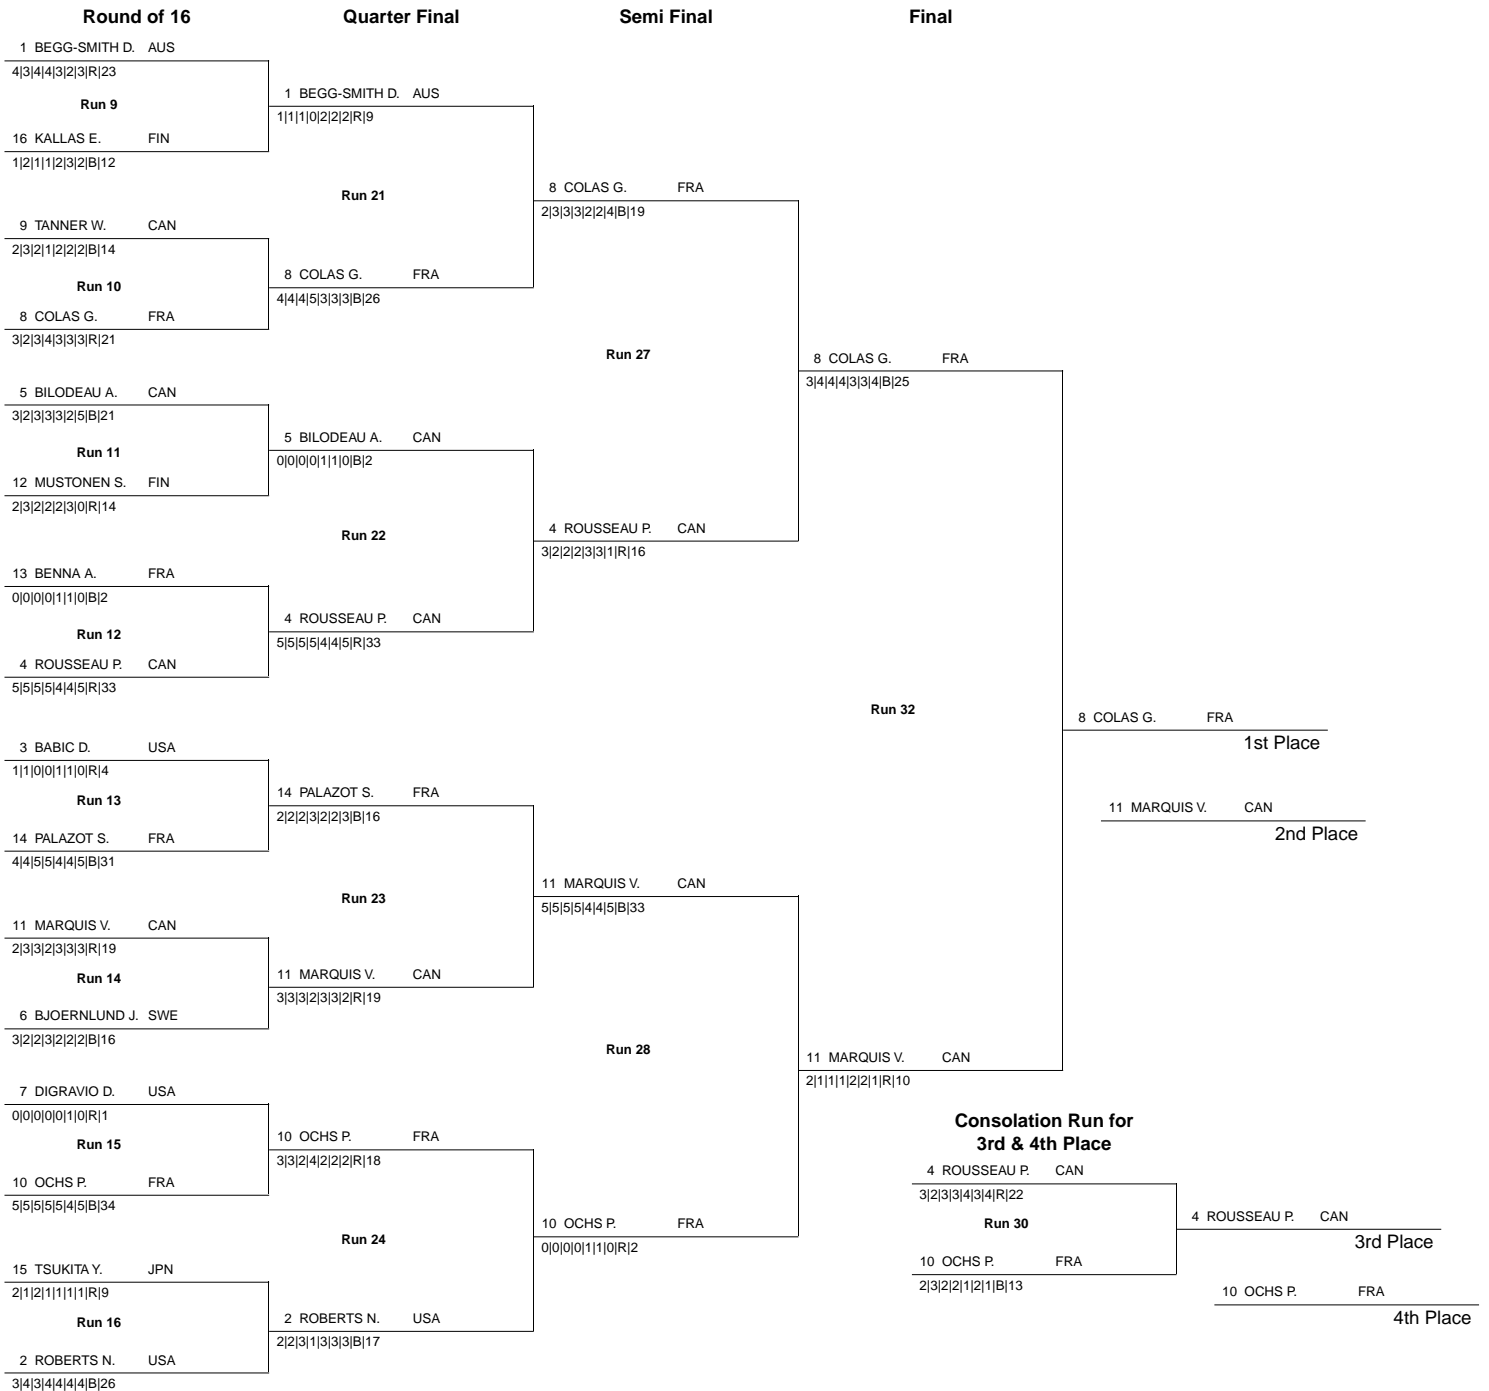 Round of 16
Quarter Final
Semi Final
Final
1 BEGG-SMITH D. AUS
4|3|4|4|3|2|3|R|23
Run 9
16 KALLAS E. FIN
1|2|1|1|2|3|2|B|12
9 TANNER W. CAN
2|3|2|1|2|2|2|B|14
Run 10
8 COLAS G. FRA
3|2|3|4|3|3|3|R|21
5 BILODEAU A. CAN
3|2|3|3|3|2|5|B|21
Run 11
12 MUSTONEN S. FIN
2|3|2|2|2|3|0|R|14
13 BENNA A. FRA
0|0|0|0|1|1|0|B|2
Run 12
4 ROUSSEAU P. CAN
5|5|5|5|4|4|5|R|33
3 BABIC D. USA
1|1|0|0|1|1|0|R|4
Run 13
14 PALAZOT S. FRA
4|4|5|5|4|4|5|B|31
11 MARQUIS V. CAN
2|3|3|2|3|3|3|R|19
Run 14
6 BJOERNLUND J. SWE
3|2|2|3|2|2|2|B|16
7 DIGRAVIO D. USA
0|0|0|0|0|1|0|R|1
Run 15
10 OCHS P. FRA
5|5|5|5|5|4|5|B|34
15 TSUKITA Y. JPN
2|1|2|1|1|1|1|R|9
Run 16
2 ROBERTS N. USA
3|4|3|4|4|4|4|B|26
1 BEGG-SMITH D. AUS
1|1|1|0|2|2|2|R|9
Run 21
8 COLAS G. FRA
4|4|4|5|3|3|3|B|26
5 BILODEAU A. CAN
0|0|0|0|1|1|0|B|2
Run 22
4 ROUSSEAU P. CAN
5|5|5|5|4|4|5|R|33
14 PALAZOT S. FRA
2|2|2|3|2|2|3|B|16
Run 23
11 MARQUIS V. CAN
3|3|3|2|3|3|2|R|19
10 OCHS P. FRA
3|3|2|4|2|2|2|R|18
Run 24
2 ROBERTS N. USA
2|2|3|1|3|3|3|B|17
8 COLAS G. FRA
2|3|3|3|2|2|4|B|19
Run 27
4 ROUSSEAU P. CAN
3|2|2|2|3|3|1|R|16
11 MARQUIS V. CAN
5|5|5|5|4|4|5|B|33
Run 28
10 OCHS P. FRA
0|0|0|0|1|1|0|R|2
8 COLAS G. FRA
3|4|4|4|3|3|4|B|25
Run 32
11 MARQUIS V. CAN
2|1|1|1|2|2|1|R|10
8 COLAS G. FRA
1st Place
11 MARQUIS V. CAN
2nd Place
Consolation Run for
3rd & 4th Place
4 ROUSSEAU P. CAN
3|2|3|3|4|3|4|R|22
Run 30
10 OCHS P. FRA
2|3|2|2|1|2|1|B|13
4 ROUSSEAU P. CAN
3rd Place
10 OCHS P. FRA
4th Place